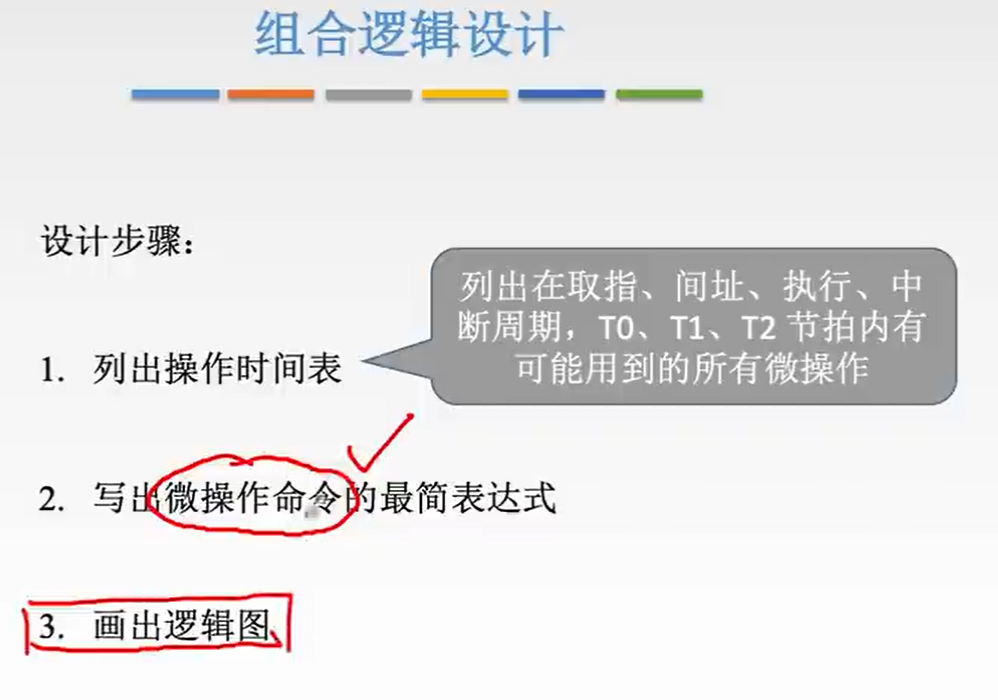 组合逻辑设计
设计步骤：
列出在取指、间址、执行、中
断周期，T0、T1、T2 节拍内有
可能用到的所有微操作
1. 列出操作时间表
2. 写出微操作命令的最简表达式
3. 画出逻辑图